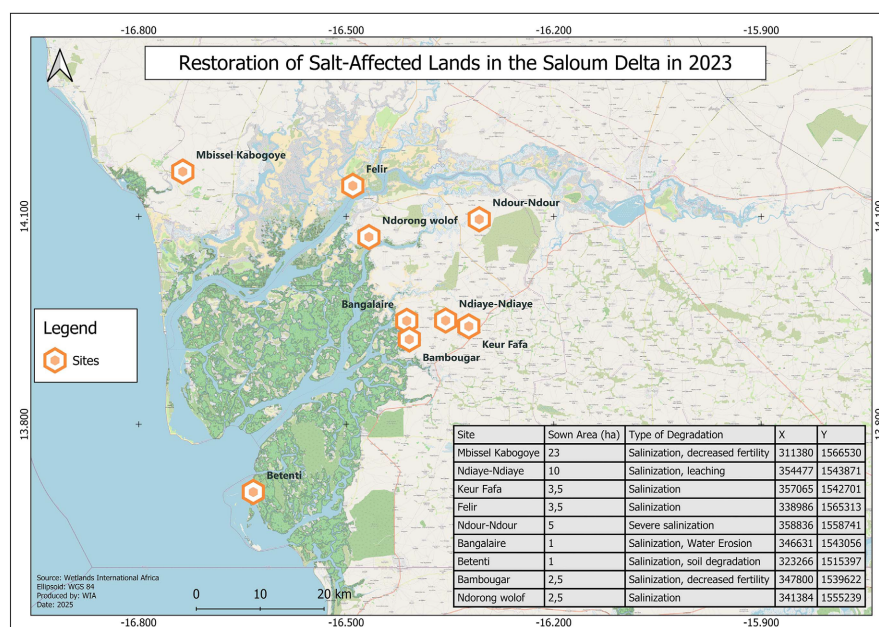 -16.800 -16.500 -16.200 -15.900
Restoration of Salt-Affected Lands in the Saloum Delta in 2023
Mbissel Kabogoye
Felir
Ndour-Ndour
14.100 14.100
Ndorong wolof
Bangalaire
Ndiaye-Ndiaye
Legend
Sites
Keur Fafa
Bambougar
13.800 13.800
Betenti
Site Sown Area (ha) Type of Degradation X Y
Mbissel Kabogoye 23 Salinization, decreased fertility 311380 1566530
Ndiaye-Ndiaye 10 Salinization, leaching 354477 1543871
Keur Fafa 3,5 Salinization 357065 1542701
Felir 3,5 Salinization 338986 1565313
Ndour-Ndour 5 Severe salinization 358836 1558741
Bangalaire 1 Salinization, Water Erosion 346631 1543056
Betenti 1 Salinization, soil degradation 323266 1515397
Bambougar 2,5 Salinization, decreased fertility 347800 1539622
Ndorong wolof 2,5 Salinization 341384 1555239
Source: Wetlands International Africa
Ellipsoid: WGS 84
Produced by: WIA
Date: 2025
0 10 20 km
-16.800 -16.500 -16.200 -15.900